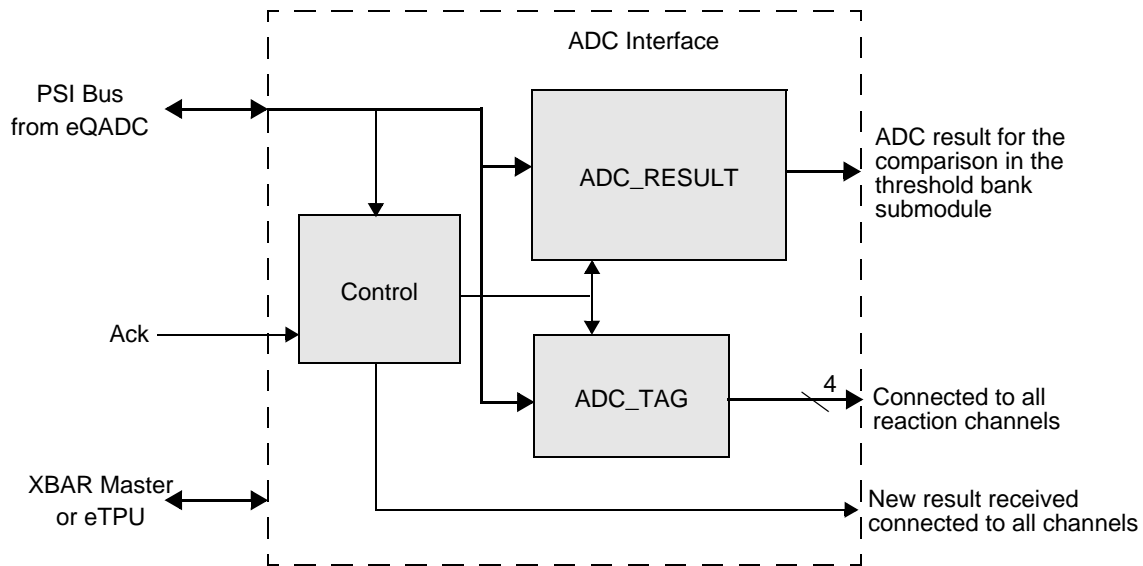 ADC Interface
PSI Bus
from eQADC
ADC_RESULT
ADC result for the
comparison in the
threshold bank
submodule
Control
Ack
ADC_TAG
4
Connected to all
reaction channels
XBAR Master
or eTPU
New result received
connected to all channels